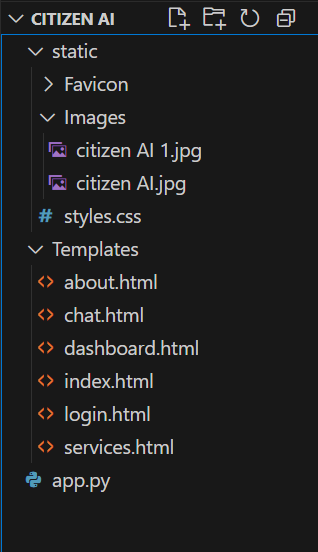 CITIZEN AI
static
Favicon
Images
citizen AI 1.jpg
citizen AI.jpg
# styles.css
Templates
<> about.html
<> chat.html
<> dashboard.html
<> index.html
<> login.html
<> services.html
app.py